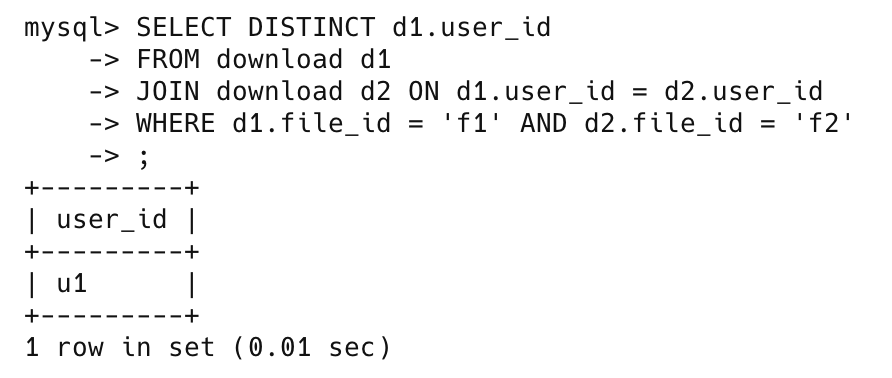 mysql> SELECT DISTINCT d1.user_id
    -> FROM download d1
    -> JOIN download d2 ON d1.user_id = d2.user_id
    -> WHERE d1.file_id = 'f1' AND d2.file_id = 'f2'
    -> ;
+---------+
| user_id |
+---------+
| u1      |
+---------+
1 row in set (0.01 sec)